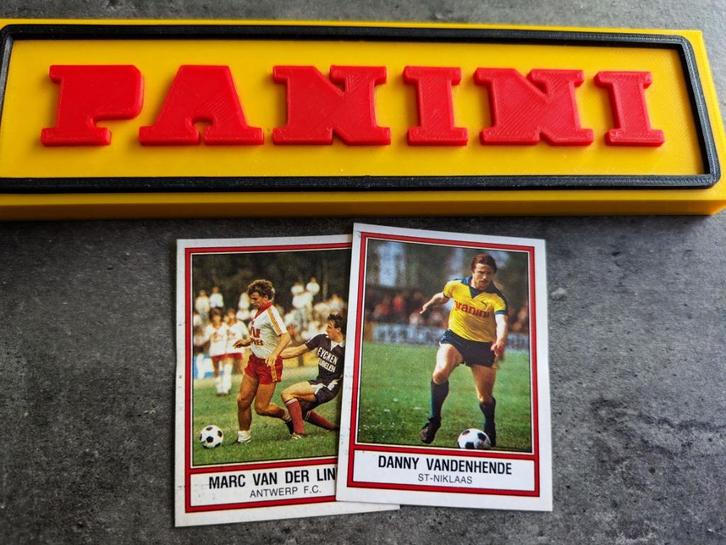 PANINI
MARC VAN DER LIN
ANTWERP F.C.
DANNY VANDENHENDE
ST-NIKLAAS